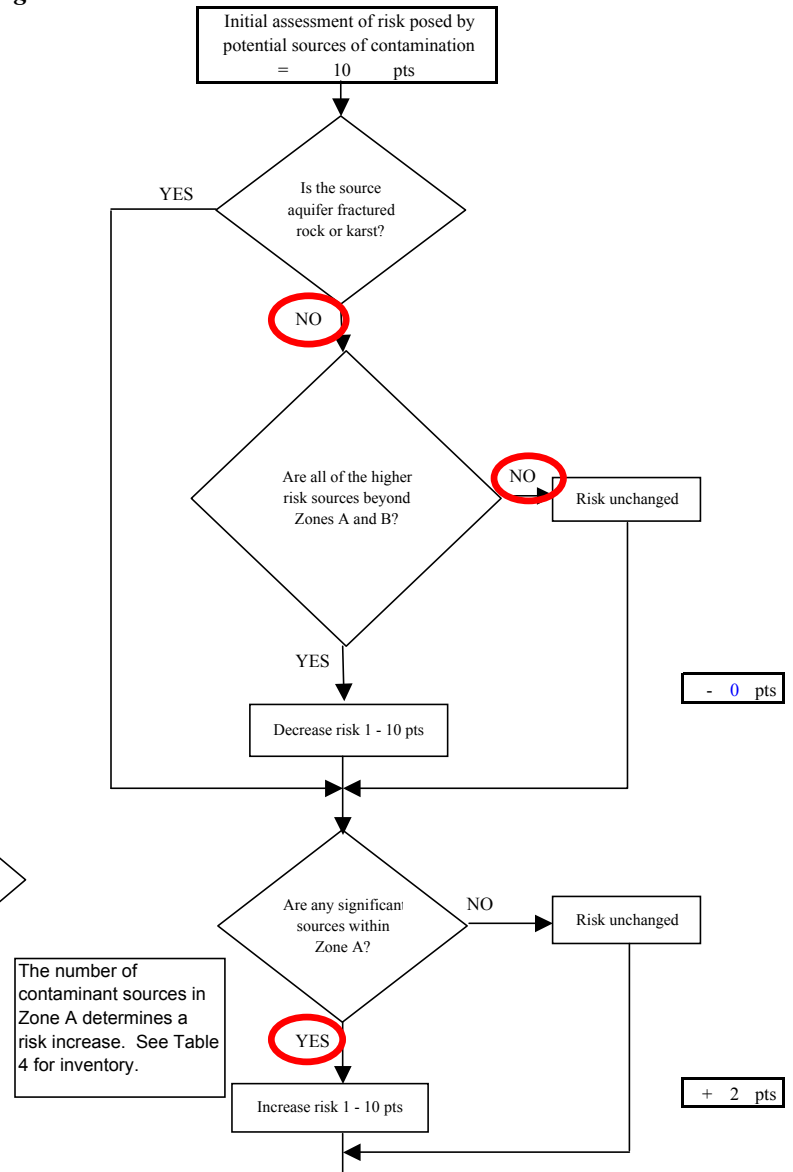 g
Initial assessment of risk posed by
potential sources of contamination
= 10 pts
YES
Is the source
aquifer fractured
rock or karst?
NO
Are all of the higher
risk sources beyond
Zones A and B?
NO
Risk unchanged
YES
- 0 pts
Decrease risk 1 - 10 pts
Are any significant
sources within
Zone A?
NO
Risk unchanged
The number of
contaminant sources in
Zone A determines a
risk increase. See Table
4 for inventory.
YES
Increase risk 1 - 10 pts
+ 2 pts